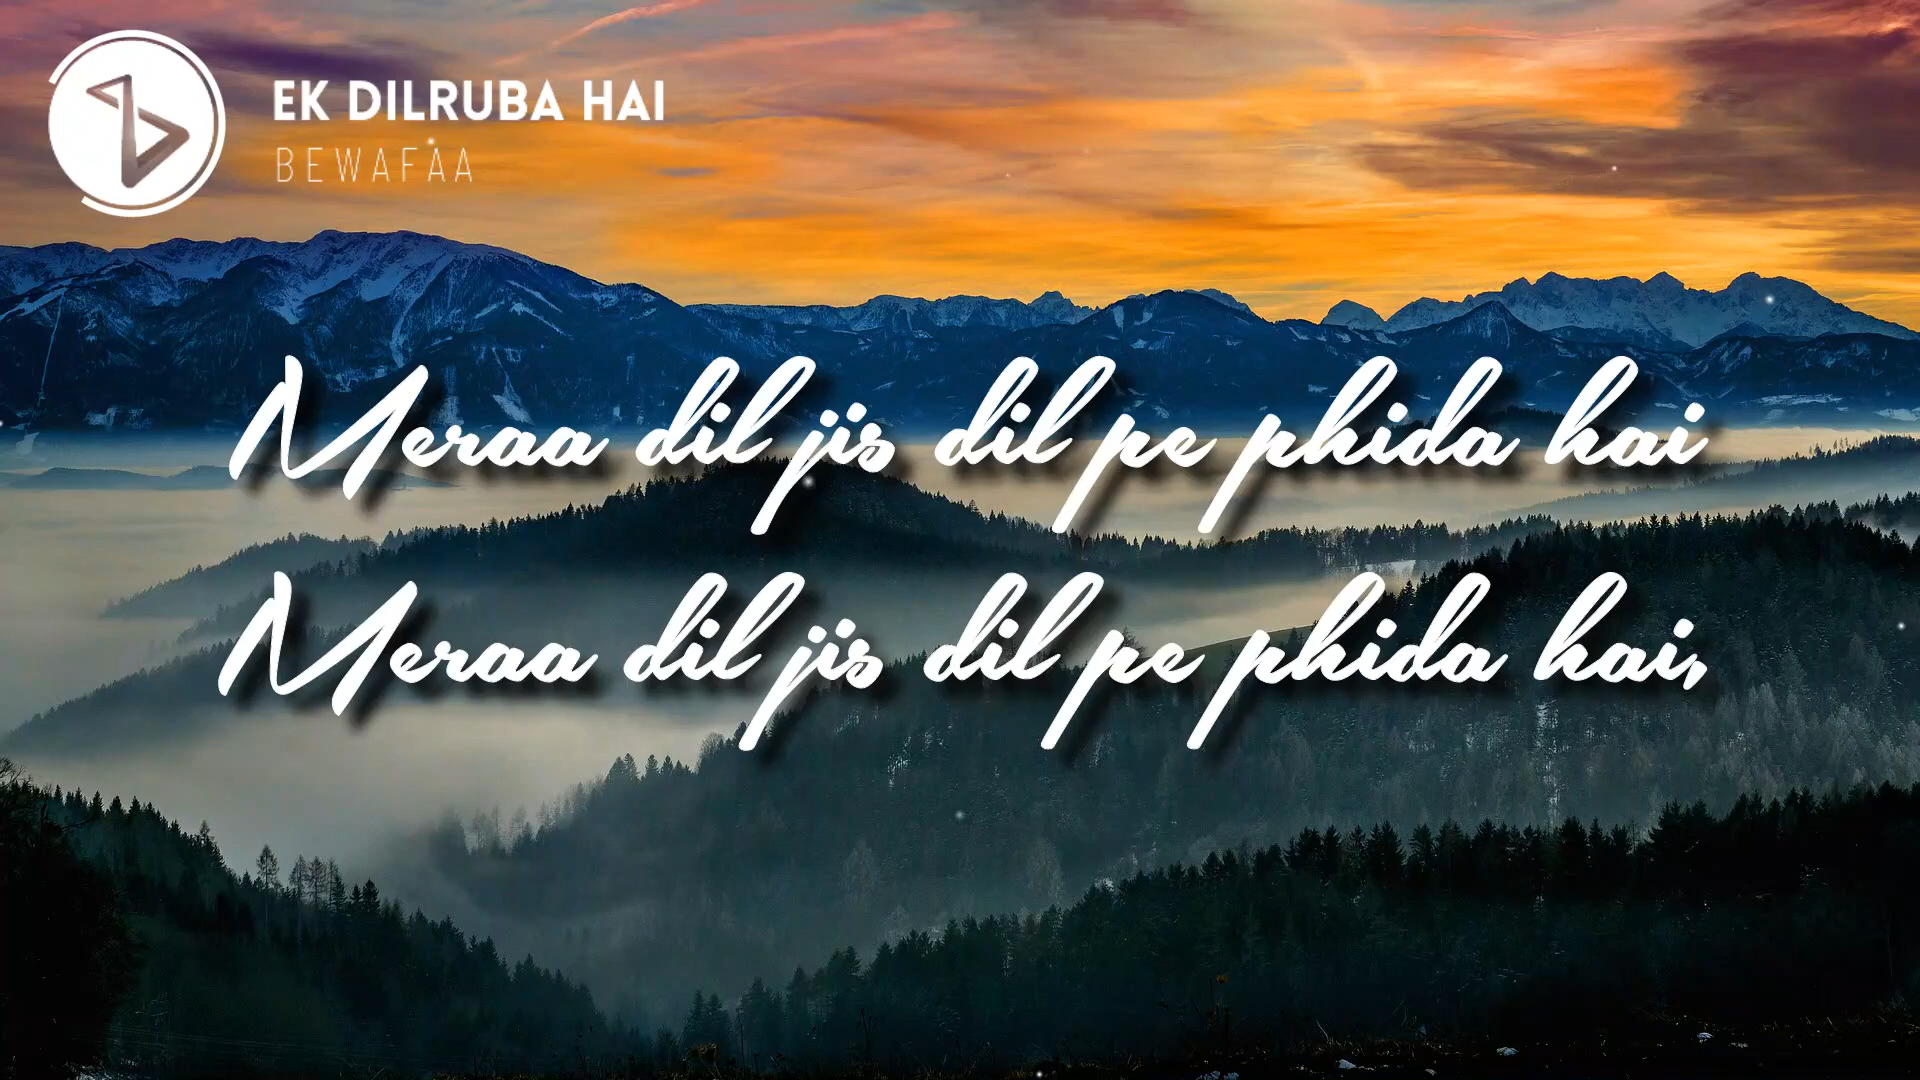 EK DILRUBA HAI
BEWAFAA
Meraa dil jis dil pe phida hai
Meraa dil jis dil pe phida hai,